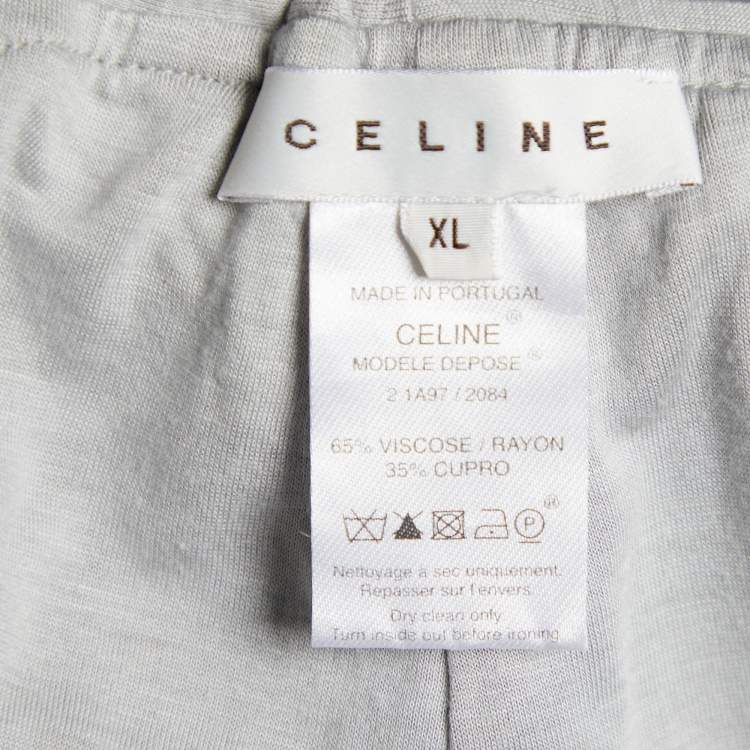 CELINE
XL
MADE IN PORTUGAL
CELINE®
MODELE DEPOSE®
2 1A97 / 2084
65% VISCOSE / RAYON
35% CUPRO
P ®
Nettoyage a sec uniquement.
Repasser sur l envers.
Dry clean only
Turn inside out before ironing